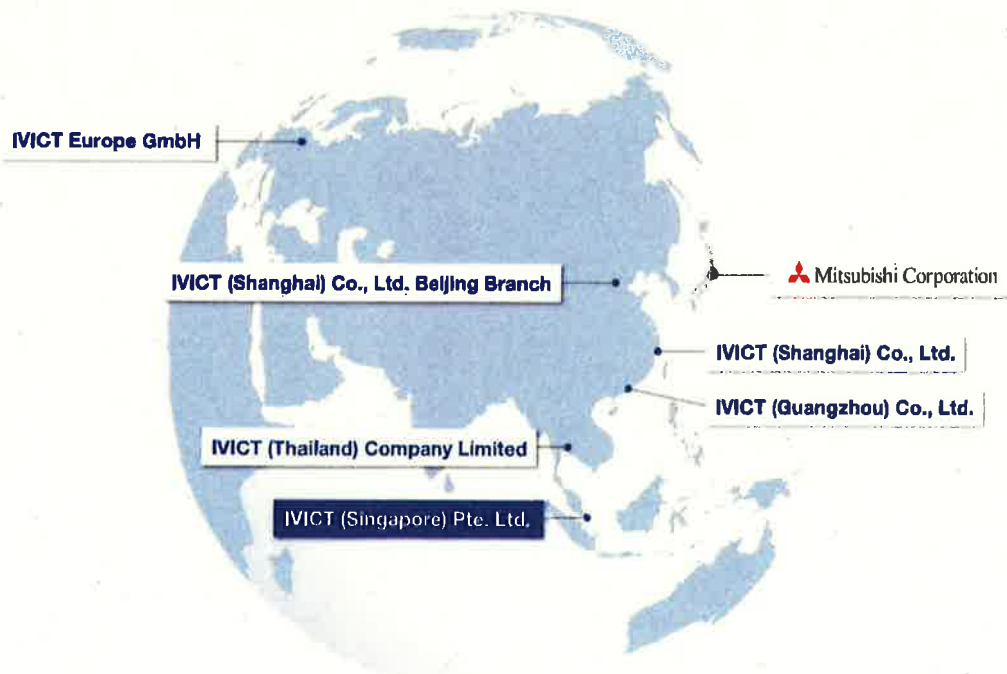 IVICT Europe GmbH
IVICT (Shanghai) Co., Ltd. Beijing Branch
Mitsubishi Corporation
IVICT (Shanghai) Co., Ltd.
IVICT (Guangzhou) Co., Ltd.
IVICT (Thailand) Company Limited
IVICT (Singapore) Pte. Ltd.